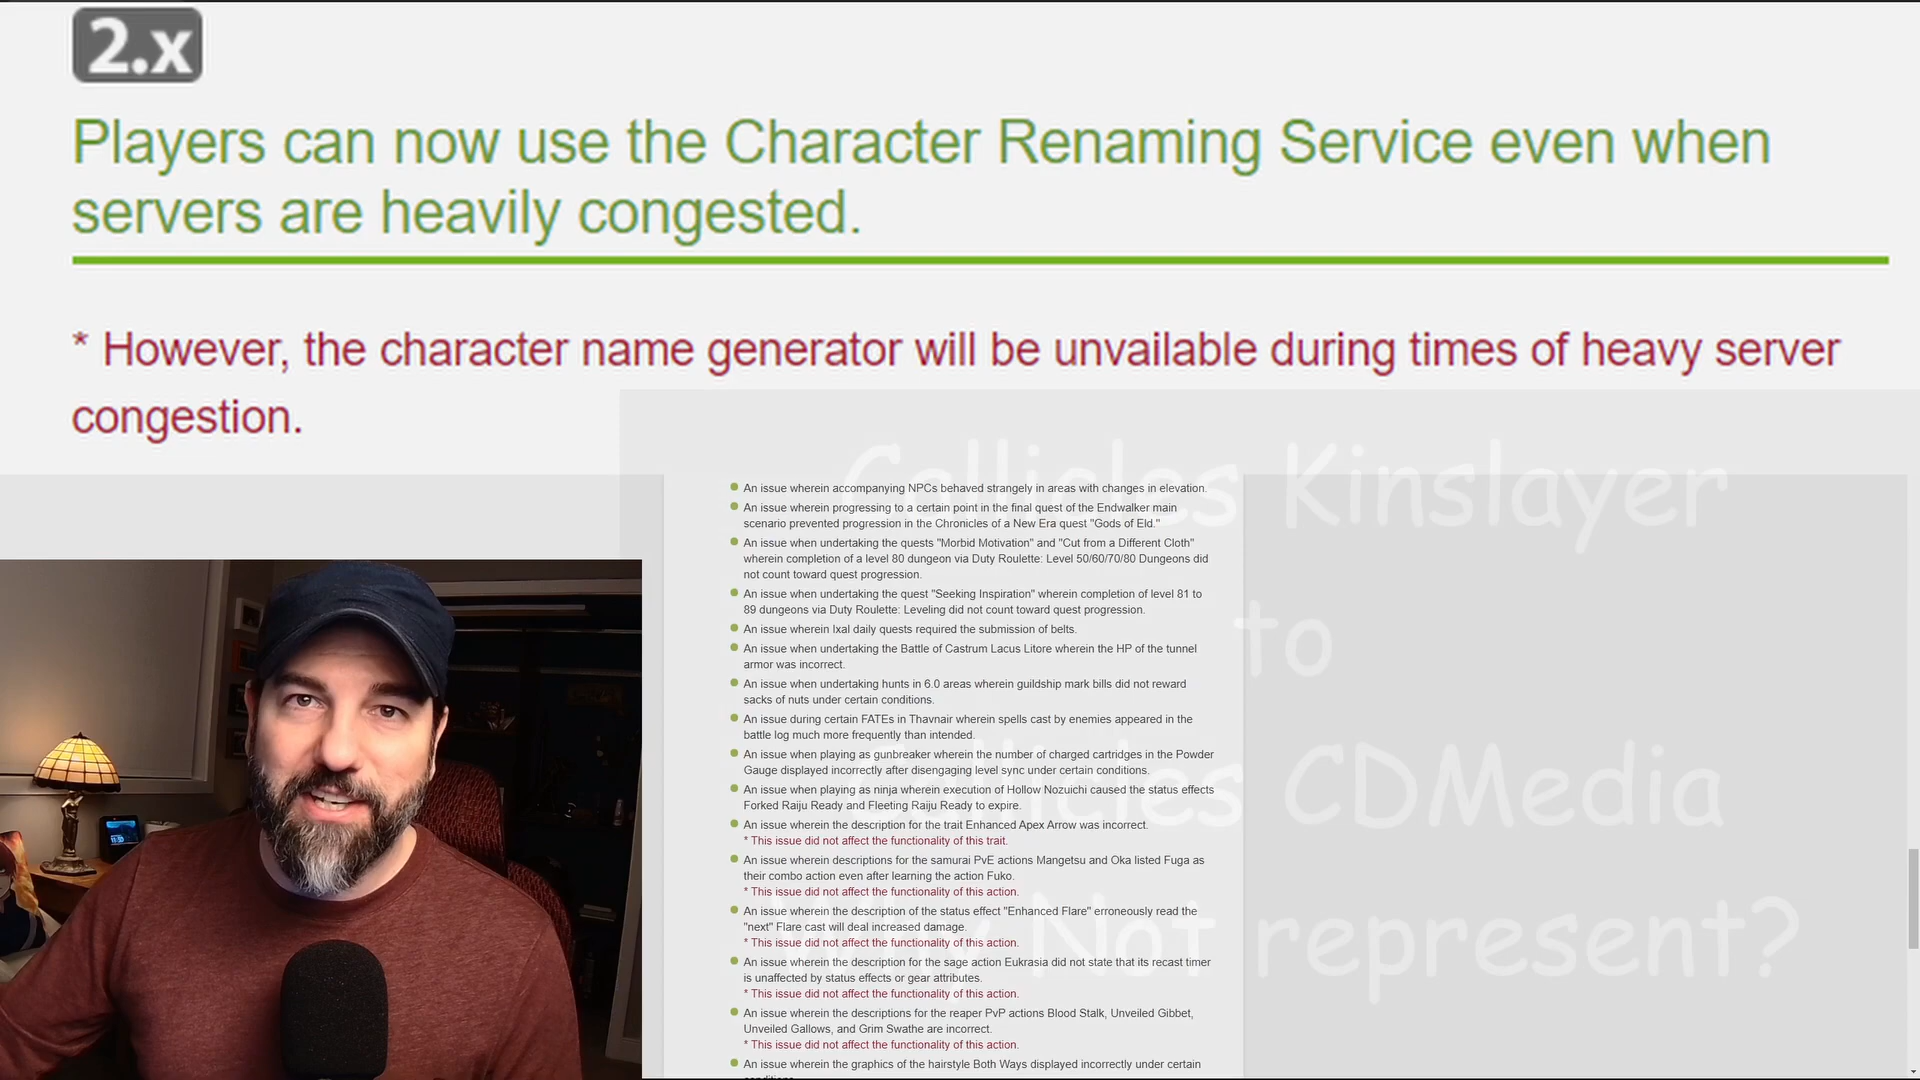 2.x
Players can now use the Character Renaming Service even when
servers are heavily congested.
* However, the character name generator will be unvailable during times of heavy server
congestion.
Callicles Kinslayer
to
Callicles CDMedia
Why Not represent?
An issue wherein accompanying NPCs behaved strangely in areas with changes in elevation.
An issue wherein progressing to a certain point in the final quest of the Endwalker main
scenario prevented progression in the Chronicles of a New Era quest "Gods of Eld."
An issue when undertaking the quests "Morbid Motivation" and "Cut from a Different Cloth"
wherein completion of a level 80 dungeon via Duty Roulette: Level 50/60/70/80 Dungeons did
not count toward quest progression.
An issue when undertaking the quest "Seeking Inspiration" wherein completion of level 81 to
89 dungeons via Duty Roulette: Leveling did not count toward quest progression.
An issue wherein Ixal daily quests required the submission of belts.
An issue when undertaking the Battle of Castrum Lacus Litore wherein the HP of the tunnel
armor was incorrect.
An issue when undertaking hunts in 6.0 areas wherein guildship mark bills did not reward
sacks of nuts under certain conditions.
An issue during certain FATEs in Thavnair wherein spells cast by enemies appeared in the
battle log much more frequently than intended.
An issue when playing as gunbreaker wherein the number of charged cartridges in the Powder
Gauge displayed incorrectly after disengaging level sync under certain conditions.
An issue when playing as ninja wherein execution of Hollow Nozuichi caused the status effects
Forked Raiju Ready and Fleeting Raiju Ready to expire.
An issue wherein the description for the trait Enhanced Apex Arrow was incorrect.
* This issue did not affect the functionality of this trait.
An issue wherein descriptions for the samurai PvE actions Mangetsu and Oka listed Fuga as
their combo action even after learning the action Fuko.
* This issue did not affect the functionality of this action.
An issue wherein the description of the status effect "Enhanced Flare" erroneously read the
"next" Flare cast will deal increased damage.
* This issue did not affect the functionality of this action.
An issue wherein the description for the sage action Eukrasia did not state that its recast timer
is unaffected by status effects or gear attributes.
* This issue did not affect the functionality of this action.
An issue wherein the descriptions for the reaper PvP actions Blood Stalk, Unveiled Gibbet,
Unveiled Gallows, and Grim Swathe are incorrect.
* This issue did not affect the functionality of this action.
An issue wherein the graphics of the hairstyle Both Ways displayed incorrectly under certain